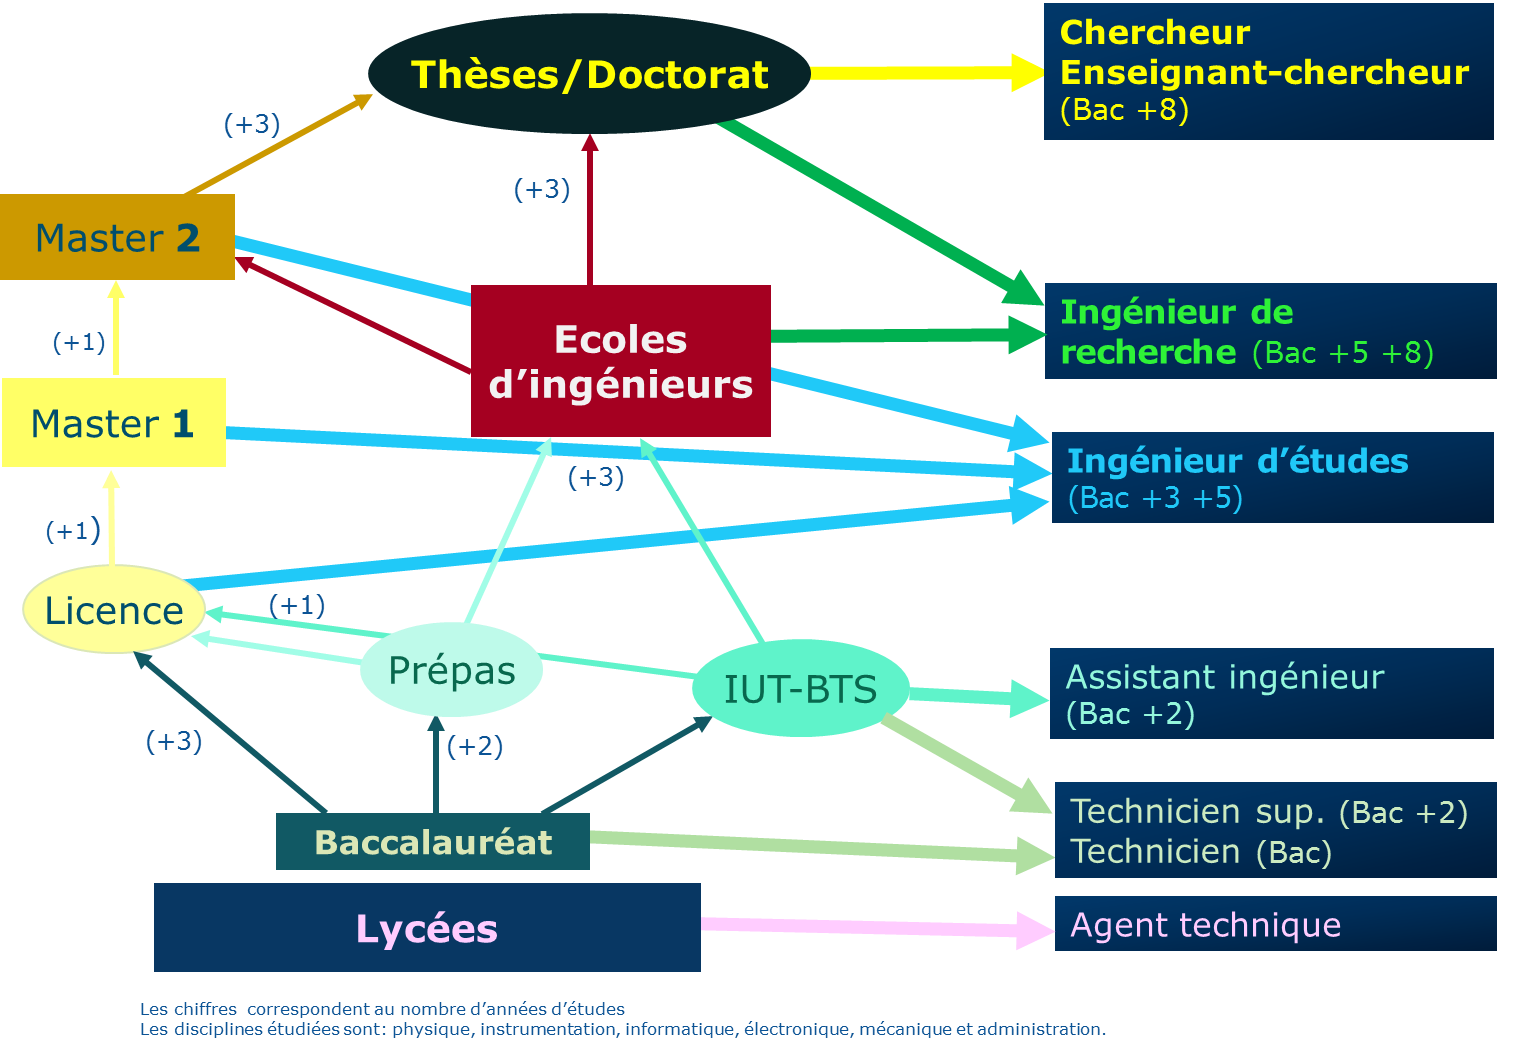 Thèses/Doctorat
Chercheur
Enseignant-chercheur
(Bac +8)
(+3)
(+3)
Master 2
Ecoles
d’ingénieurs
Ingénieur de
recherche (Bac +5 +8)
(+1)
Master 1
(+3)
Ingénieur d’études
(Bac +3 +5)
(+1)
Licence
(+1)
Prépas
IUT-BTS
Assistant ingénieur
(Bac +2)
(+3)
(+2)
Baccalauréat
Technicien sup. (Bac +2)
Technicien (Bac)
Lycées
Agent technique
Les chiffres  correspondent au nombre d’années d’études
Les disciplines étudiées sont: physique, instrumentation, informatique, électronique, mécanique et administration.